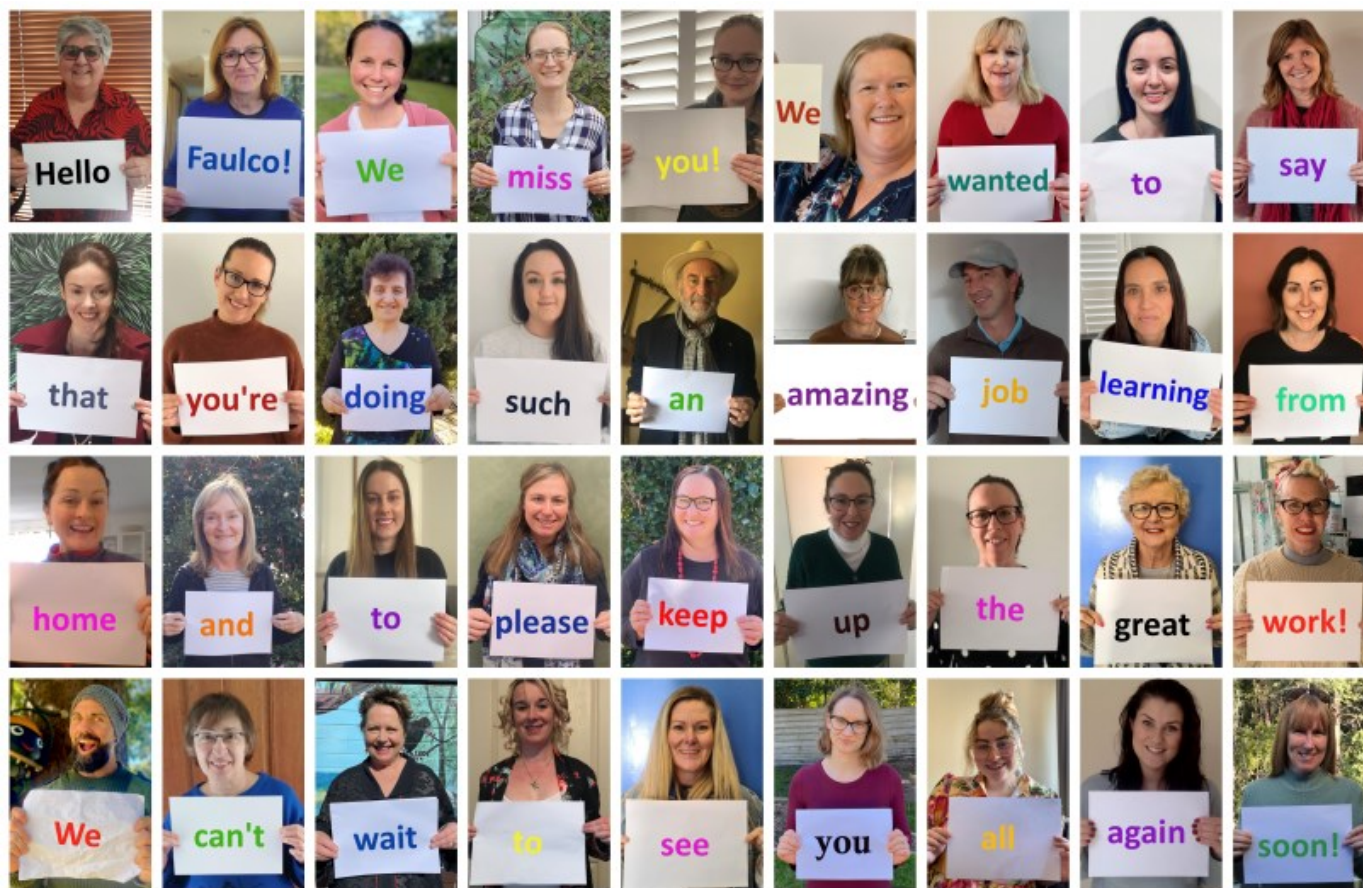 Hello Faulco! We miss you! We wanted to say
that you're doing such an amazing job learning from
home and to please keep up the great work!
We can't wait to see you all again soon!